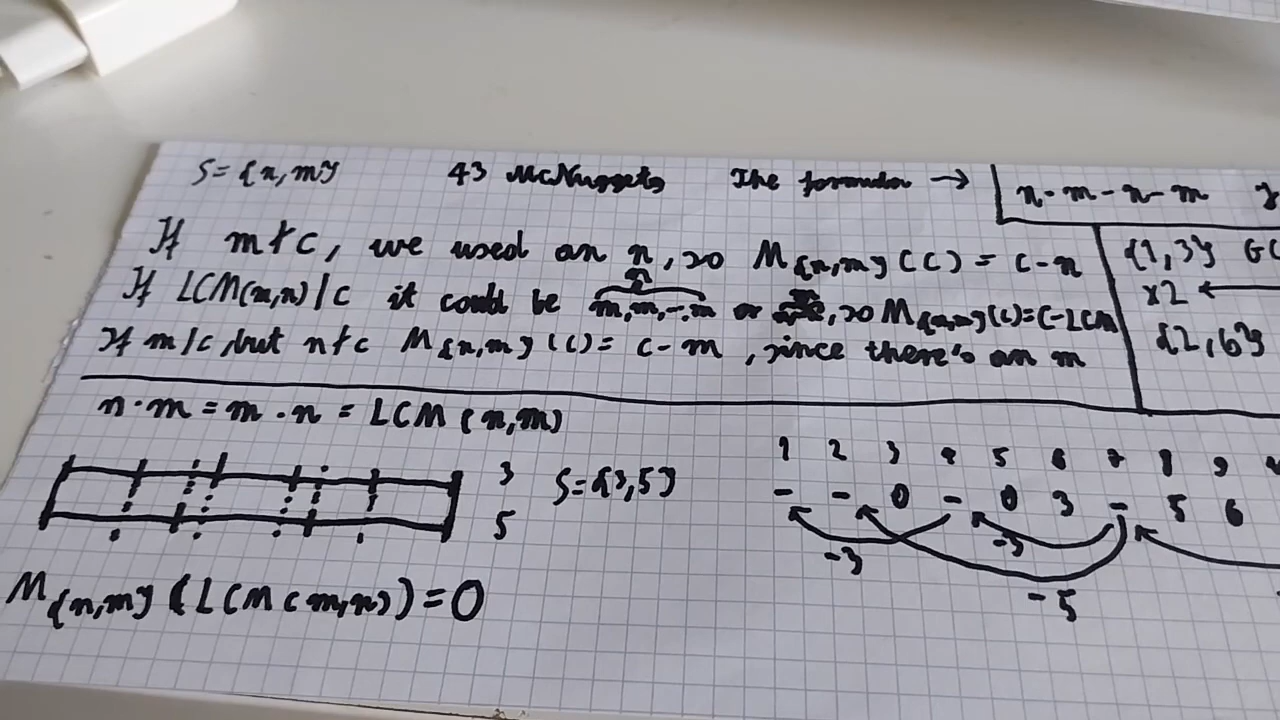 S={n,m} 43 McNuggets The formula → n·m-n-m
If m∤c, we used an n, so M{n,m}(c) = c-n
If LCM(m,n)|c it could be m,m,...,m or , so M{n,m}(c)=c-LCM
If m|c, but n∤c M{n,m}(c) = c-m, since there's an m
{1,3} GC
x2 ←
{2,6}
n·m = m·n = LCM(n,m)
3 S={3,5}
5
M{n,m}(LCM(m,n))=0
1 2 3 4 5 6 7 8 9
- - 0 - 0 3 - 5 6
-3 -3
-5